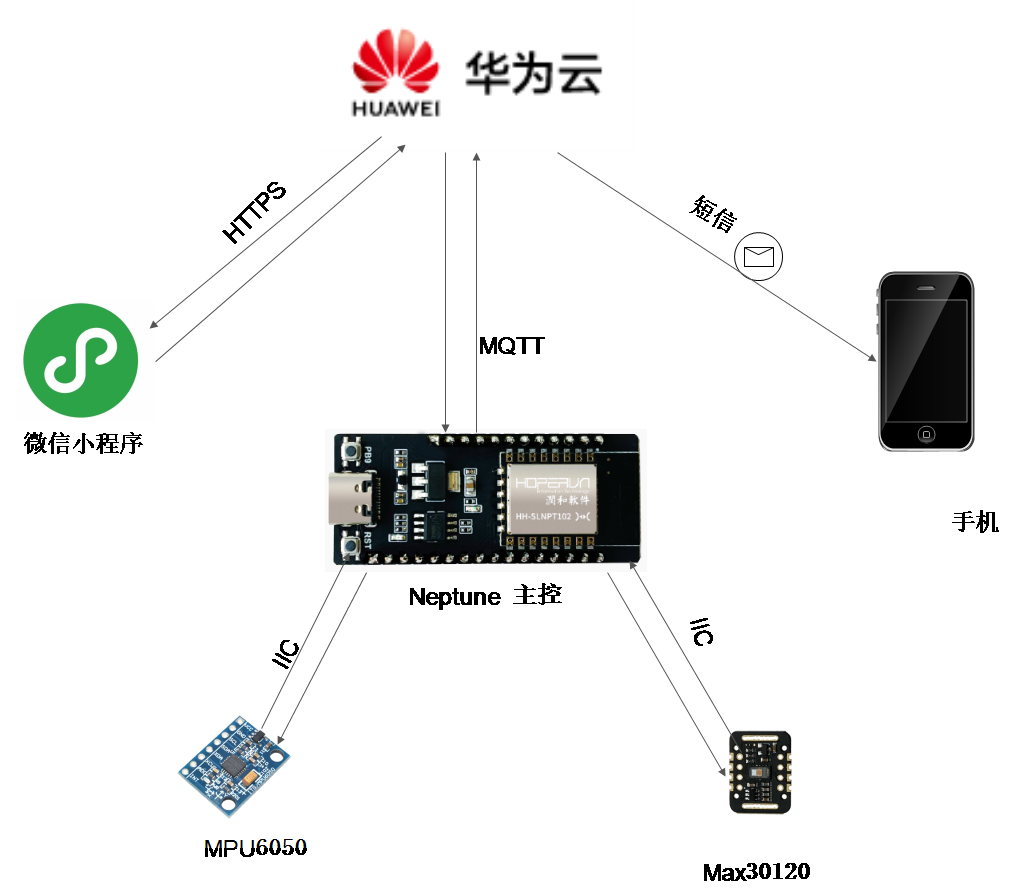 HUAWEI
华为云
HTTPS
短信
MQTT
微信小程序
PB9
HOPERUN
润和软件
HH-SLNPT102
RST
手机
Neptune 主控
IIC
IIC
MPU6050
Max30120